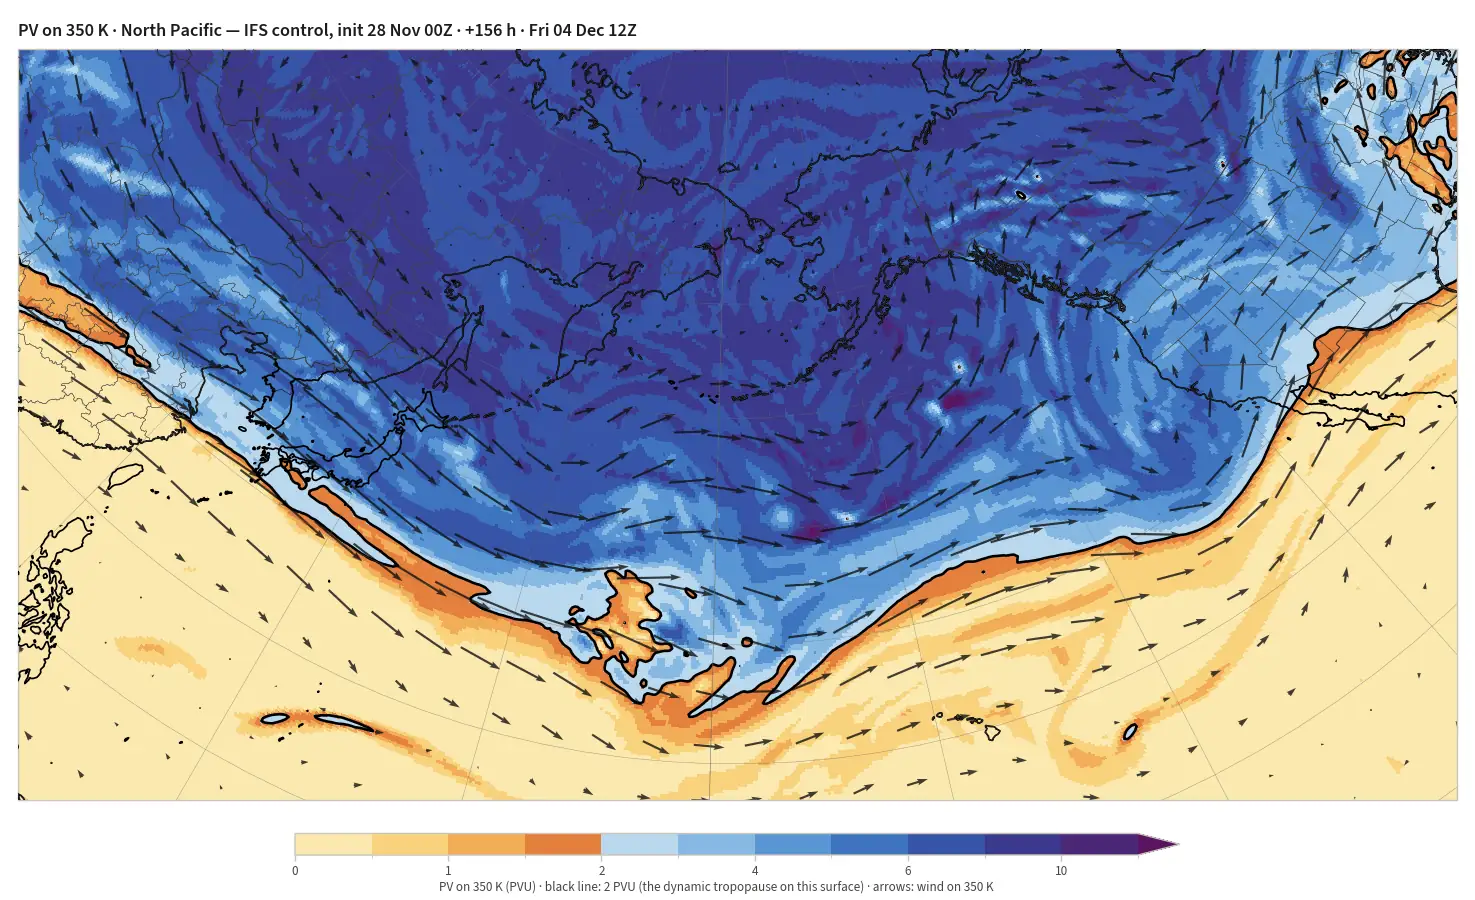 PV on 350 K · North Pacific — IFS control, init 28 Nov 00Z · +156 h · Fri 04 Dec 12Z
0 1 2 4 6 10
PV on 350 K (PVU) · black line: 2 PVU (the dynamic tropopause on this surface) · arrows: wind on 350 K